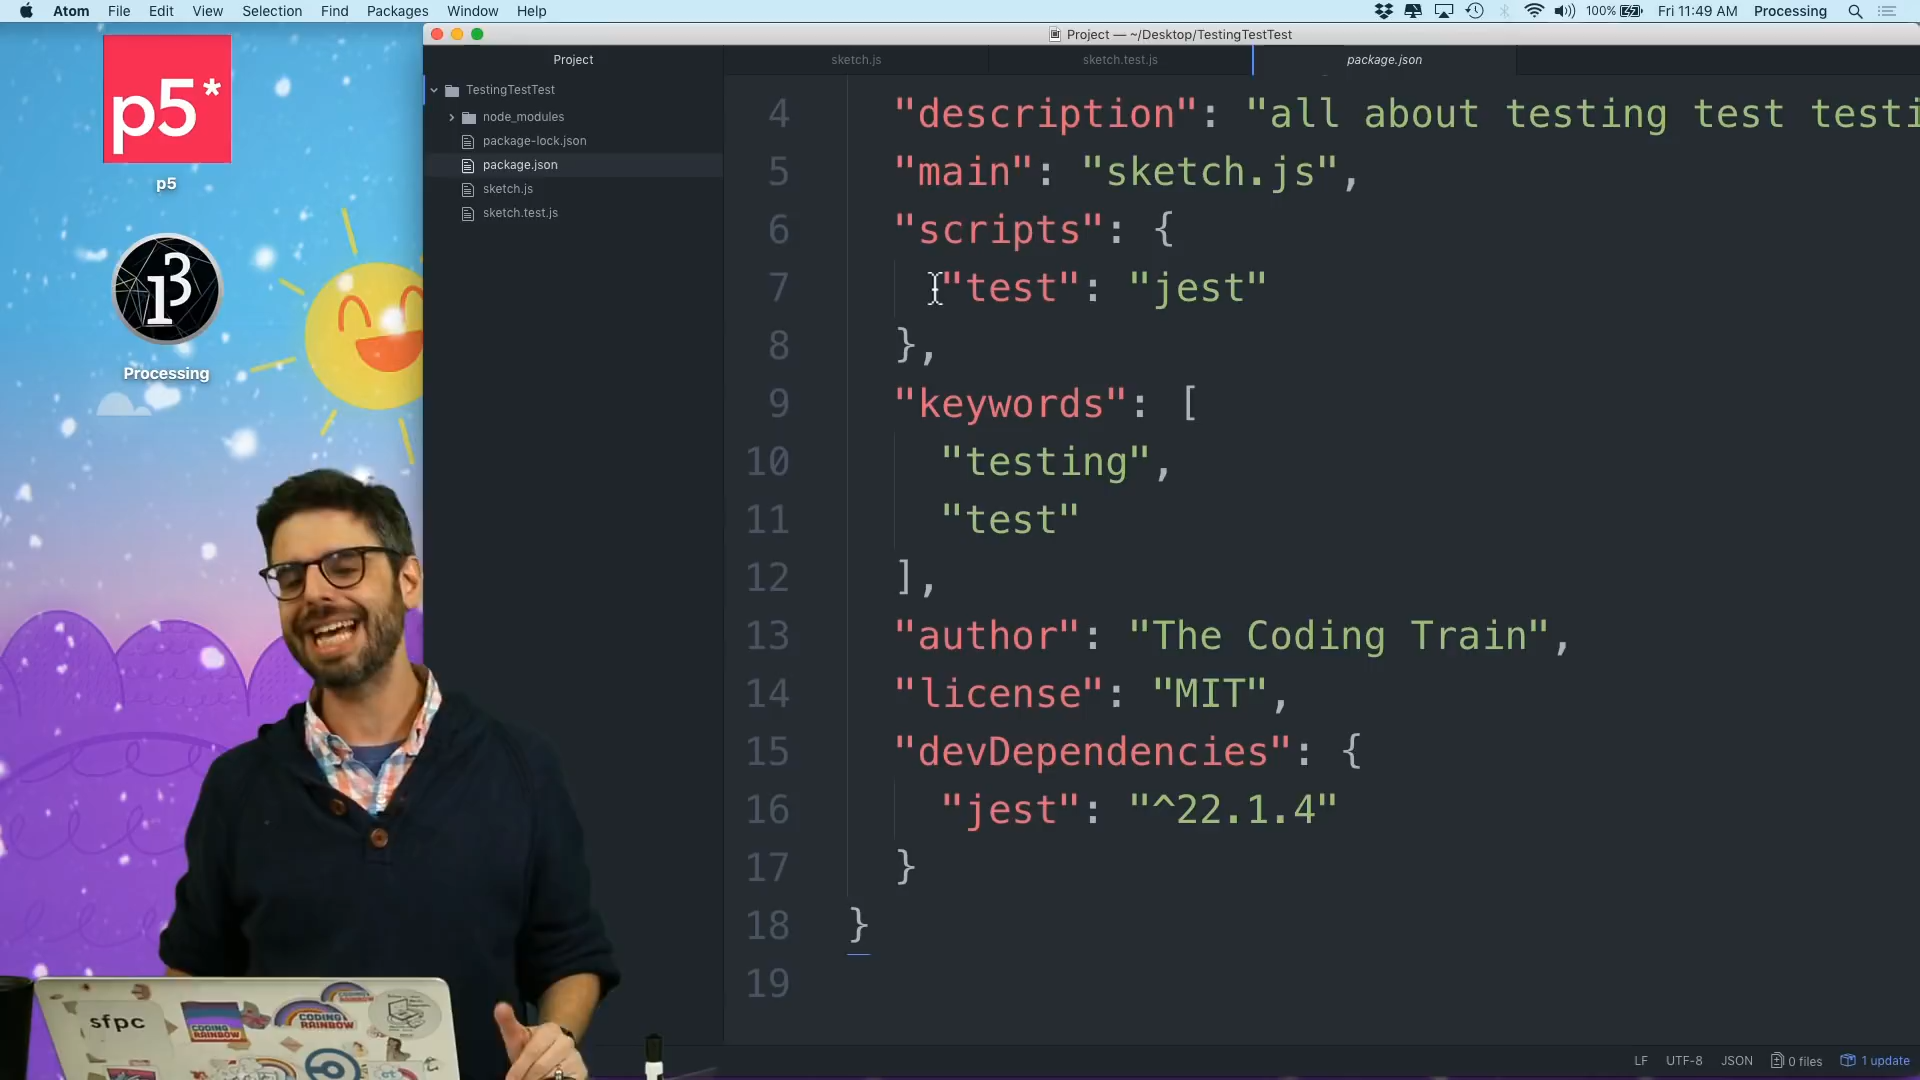 Atom File Edit View Selection Find Packages Window Help
100% Fri 11:49 AM Processing
Project — ~/Desktop/TestingTestTest
p5*
p5
Processing
Project
TestingTestTest
node_modules
package-lock.json
package.json
sketch.js
sketch.test.js
sketch.js sketch.test.js package.json
4 "description": "all about testing test testi
5 "main": "sketch.js",
6 "scripts": {
7 "test": "jest"
8 },
9 "keywords": [
10 "testing",
11 "test"
12 ],
13 "author": "The Coding Train",
14 "license": "MIT",
15 "devDependencies": {
16 "jest": "^22.1.4"
17 }
18 }
19
sfpc
CODING
RAINBOW
CODING
RAINBOW
LF UTF-8 JSON 0 files 1 update